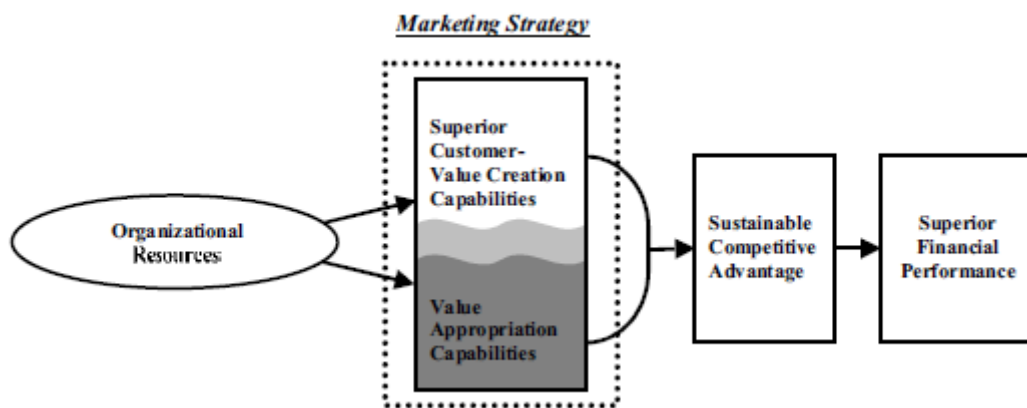 Marketing Strategy
Superior
Customer-
Value Creation
Capabilities
Organizational
Resources
Value
Appropriation
Capabilities
Sustainable
Competitive
Advantage
Superior
Financial
Performance